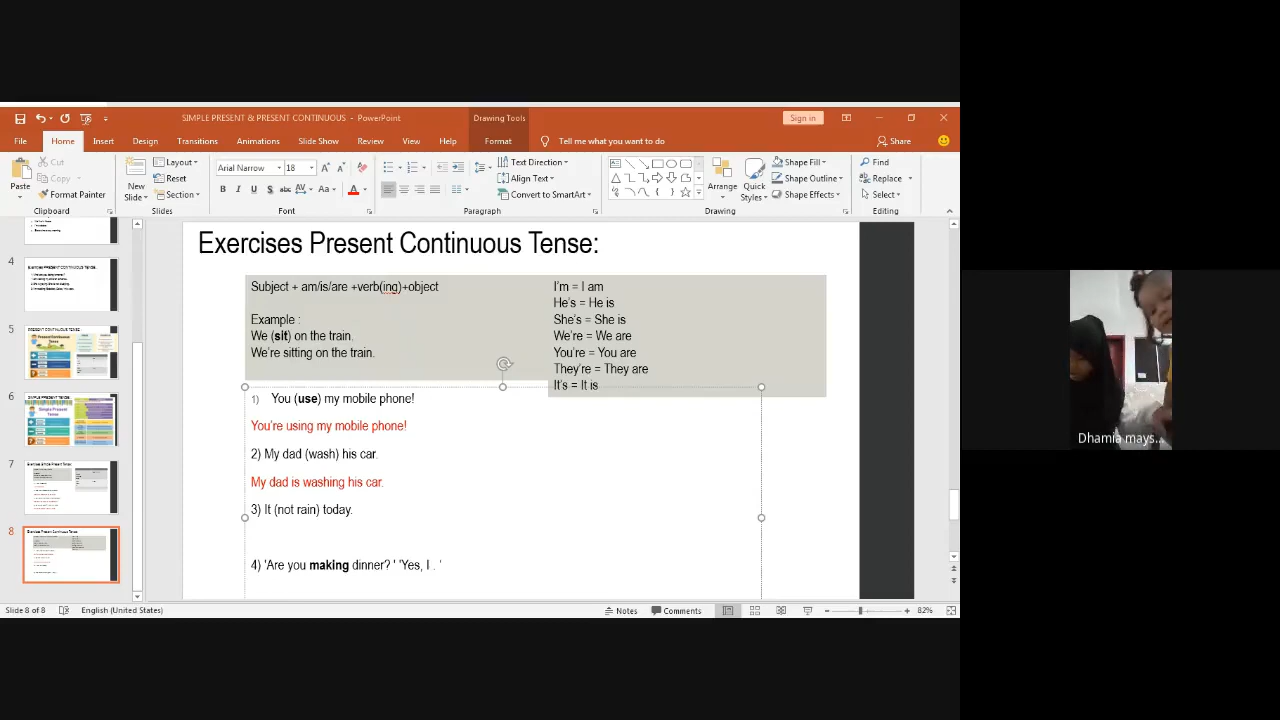 SIMPLE PRESENT & PRESENT CONTINUOUS - PowerPoint
Drawing Tools
Sign in
File Home Insert Design Transitions Animations Slide Show Review View Help Format Tell me what you want to do Share
Paste
Cut
Copy
Format Painter
Clipboard
New
Slide
Layout
Reset
Section
Slides
Arial Narrow 18
Font
Text Direction
Align Text
Convert to SmartArt
Paragraph
Arrange
Quick
Styles
Shape Fill
Shape Outline
Shape Effects
Drawing
Find
Replace
Select
Editing
4
5
6
7
8
Exercises Present Continuous Tense:
Subject + am/is/are +verb(ing)+object
Example :
We (sit) on the train.
We're sitting on the train.
I'm = I am
He's = He is
She's = She is
We're = We are
You're = You are
They're = They are
It's = It is
1) You (use) my mobile phone!
You're using my mobile phone!
2) My dad (wash) his car.
My dad is washing his car.
3) It (not rain) today.
4) 'Are you making dinner? ' 'Yes, I . '
Slide 8 of 8 English (United States) Notes Comments 82%
Dhamia mays...